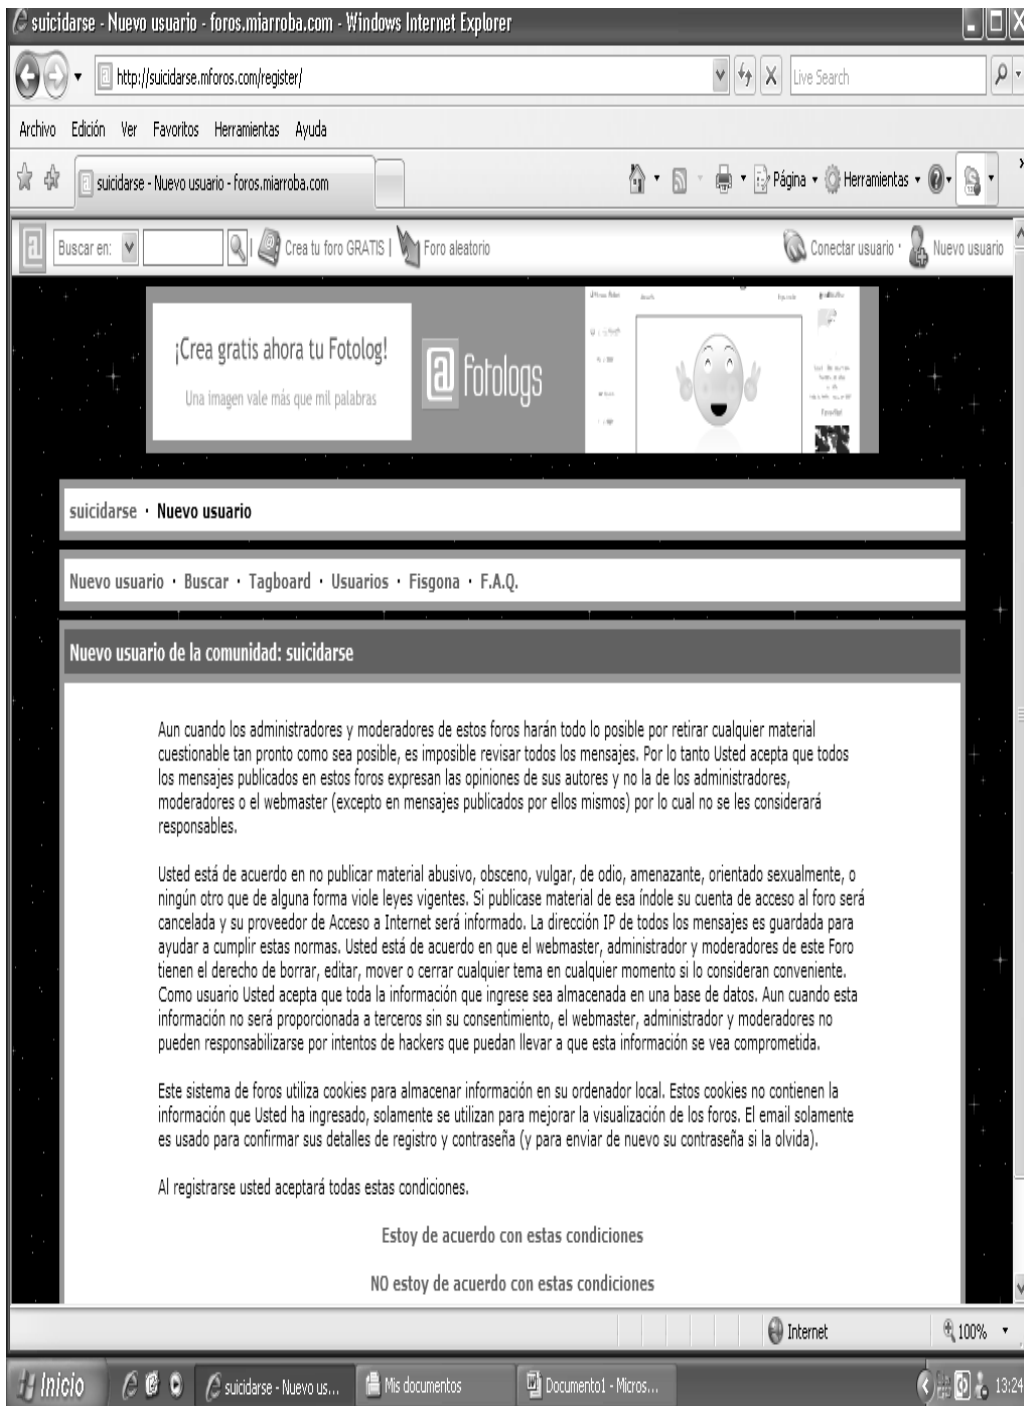 suicidarse - Nuevo usuario - foros.miarroba.com - Windows Internet Explorer
http://suicidarse.mforos.com/register/
Live Search
Archivo Edición Ver Favoritos Herramientas Ayuda
suicidarse - Nuevo usuario - foros.miarroba.com
Página Herramientas
Buscar en: | Crea tu foro GRATIS | Foro aleatorio Conectar usuario · Nuevo usuario
¡Crea gratis ahora tu Fotolog!
Una imagen vale más que mil palabras
@ fotologs
suicidarse · Nuevo usuario
Nuevo usuario · Buscar · Tagboard · Usuarios · Fisgona · F.A.Q.
Nuevo usuario de la comunidad: suicidarse
Aun cuando los administradores y moderadores de estos foros harán todo lo posible por retirar cualquier material
cuestionable tan pronto como sea posible, es imposible revisar todos los mensajes. Por lo tanto Usted acepta que todos
los mensajes publicados en estos foros expresan las opiniones de sus autores y no la de los administradores,
moderadores o el webmaster (excepto en mensajes publicados por ellos mismos) por lo cual no se les considerará
responsables.
Usted está de acuerdo en no publicar material abusivo, obsceno, vulgar, de odio, amenazante, orientado sexualmente, o
ningún otro que de alguna forma viole leyes vigentes. Si publicase material de esa índole su cuenta de acceso al foro será
cancelada y su proveedor de Acceso a Internet será informado. La dirección IP de todos los mensajes es guardada para
ayudar a cumplir estas normas. Usted está de acuerdo en que el webmaster, administrador y moderadores de este Foro
tienen el derecho de borrar, editar, mover o cerrar cualquier tema en cualquier momento si lo consideran conveniente.
Como usuario Usted acepta que toda la información que ingrese sea almacenada en una base de datos. Aun cuando esta
información no será proporcionada a terceros sin su consentimiento, el webmaster, administrador y moderadores no
pueden responsabilizarse por intentos de hackers que puedan llevar a que esta información se vea comprometida.
Este sistema de foros utiliza cookies para almacenar información en su ordenador local. Estos cookies no contienen la
información que Usted ha ingresado, solamente se utilizan para mejorar la visualización de los foros. El email solamente
es usado para confirmar sus detalles de registro y contraseña (y para enviar de nuevo su contraseña si la olvida).
Al registrarse usted aceptará todas estas condiciones.
Estoy de acuerdo con estas condiciones
NO estoy de acuerdo con estas condiciones
Internet 100%
Inicio suicidarse - Nuevo us... Mis documentos Documento1 - Micros... 13:24